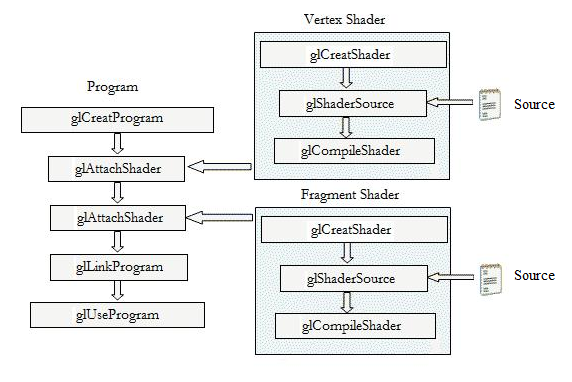 Vertex Shader
glCreatShader
glShaderSource
Source
glCompileShader
Program
glCreatProgram
glAttachShader
glAttachShader
glLinkProgram
glUseProgram
Fragment Shader
glCreatShader
glShaderSource
Source
glCompileShader